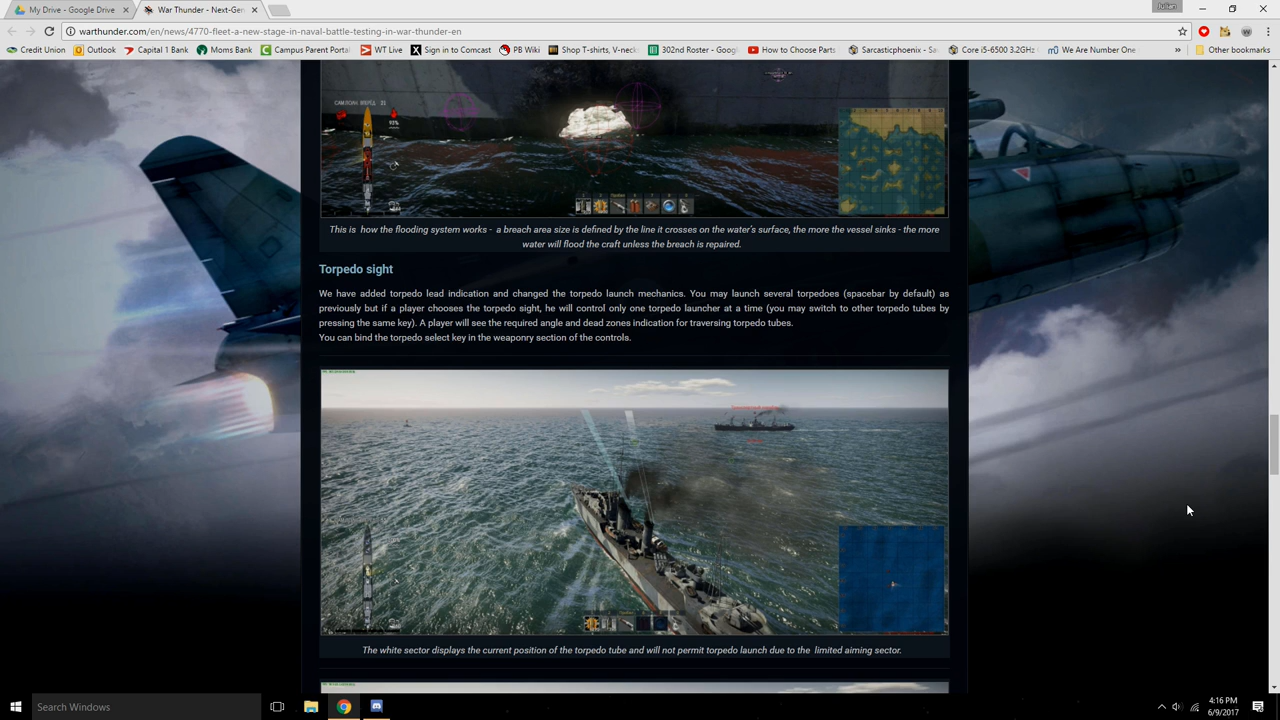 My Drive - Google Drive
War Thunder - Next-Gen
Julian
warthunder.com/en/news/4770-fleet-a-new-stage-in-naval-battle-testing-in-war-thunder-en
Credit Union
Outlook
Capital 1 Bank
Moms Bank
Campus Parent Portal
WT Live
Sign in to Comcast
PB Wiki
Shop T-shirts, V-necks
302nd Roster - Goog
How to Choose Parts
Sarcasticphoenix - Sa
Core i5-6500 3.2GHz
We Are Number One
Other bookmarks
This is how the flooding system works - a breach area size is defined by the line it crosses on the water's surface, the more the vessel sinks - the more
water will flood the craft unless the breach is repaired.
Torpedo sight
We have added torpedo lead indication and changed the torpedo launch mechanics. You may launch several torpedoes (spacebar by default) as
previously but if a player chooses the torpedo sight, he will control only one torpedo launcher at a time (you may switch to other torpedo tubes by
pressing the same key). A player will see the required angle and dead zones indication for traversing torpedo tubes.
You can bind the torpedo select key in the weaponry section of the controls.
The white sector displays the current position of the torpedo tube and will not permit torpedo launch due to the limited aiming sector.
Search Windows
4:16 PM
6/9/2017